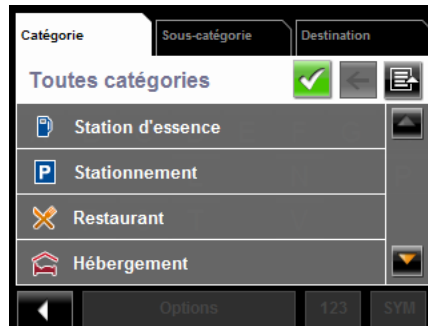 Catégorie Sous-catégorie Destination
Toutes catégories
Station d'essence
P Stationnement
Restaurant
Hébergement
Options 123 SYM